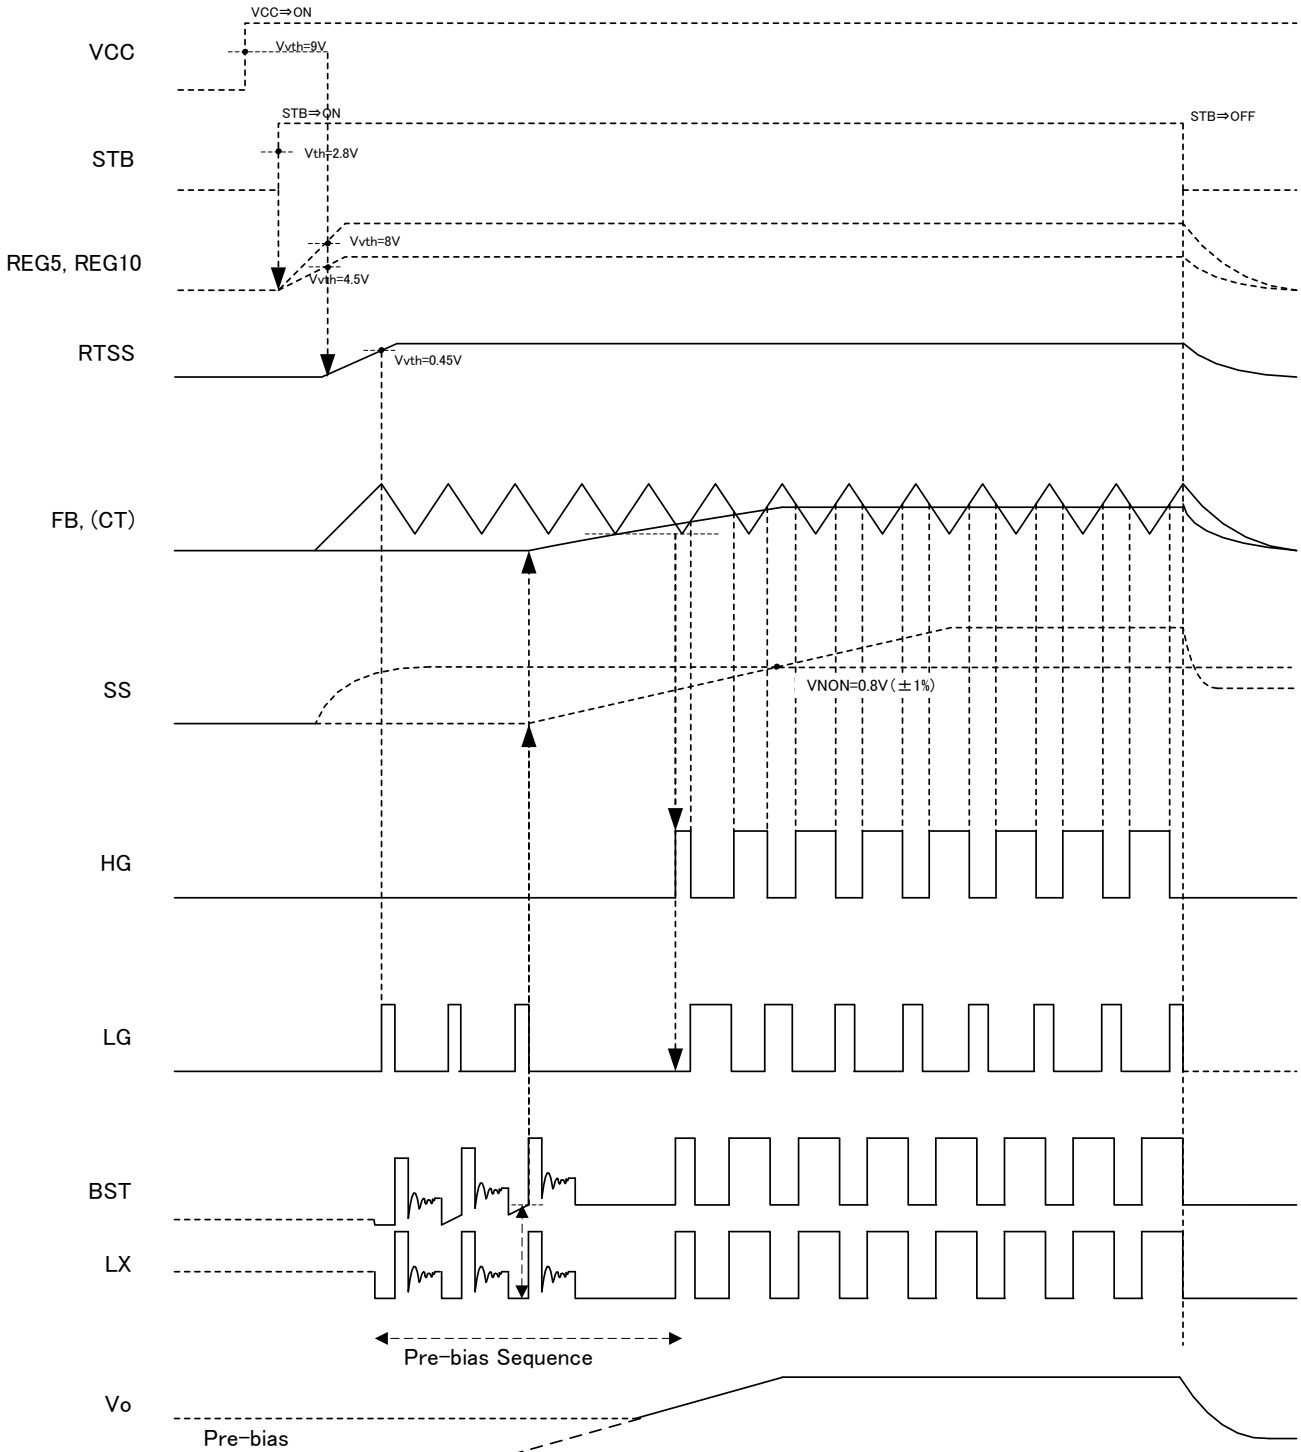 VCC⇒ON
VCC
Vvth=9V
STB⇒ON
STB⇒OFF
STB
Vth=2.8V
Vvth=8V
REG5, REG10
Vvth=4.5V
RTSS
Vvth=0.45V
FB, (CT)
SS
VNON=0.8V(±1%)
HG
LG
BST
LX
Pre-bias Sequence
Vo
Pre-bias